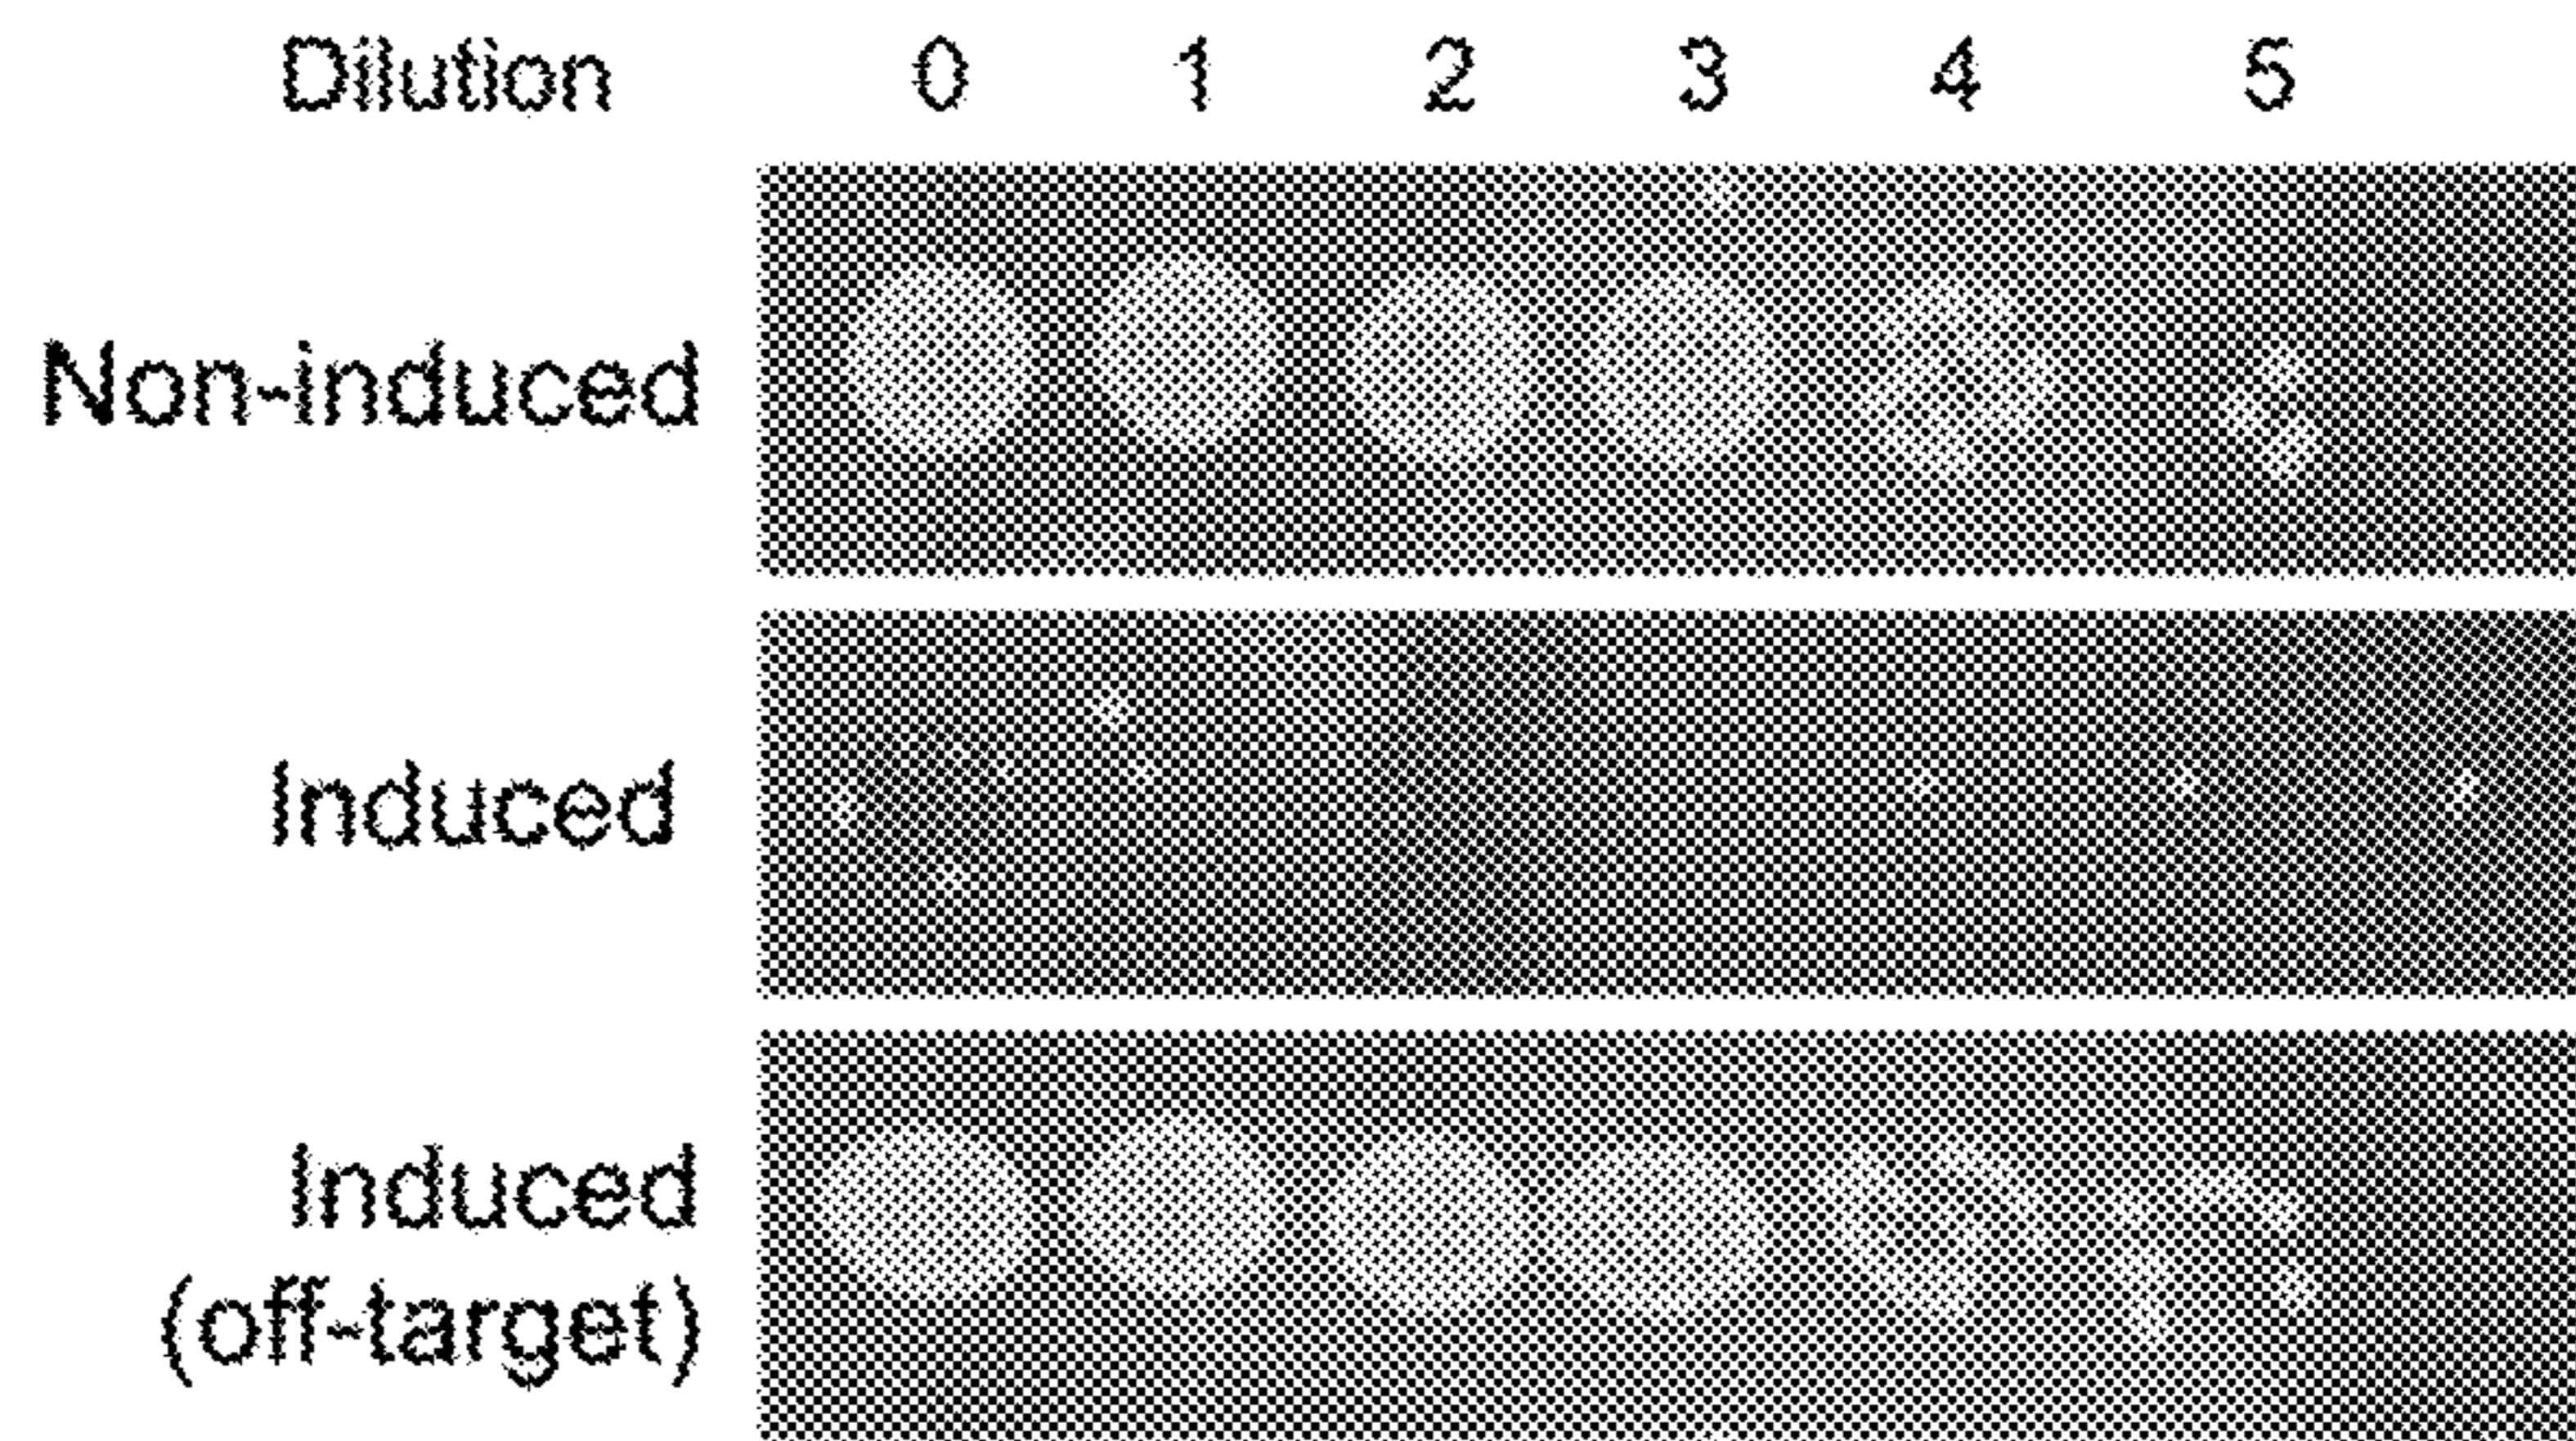 Dilution 0 1 2 3 4 5
Non-induced
Induced
Induced
(off-target)